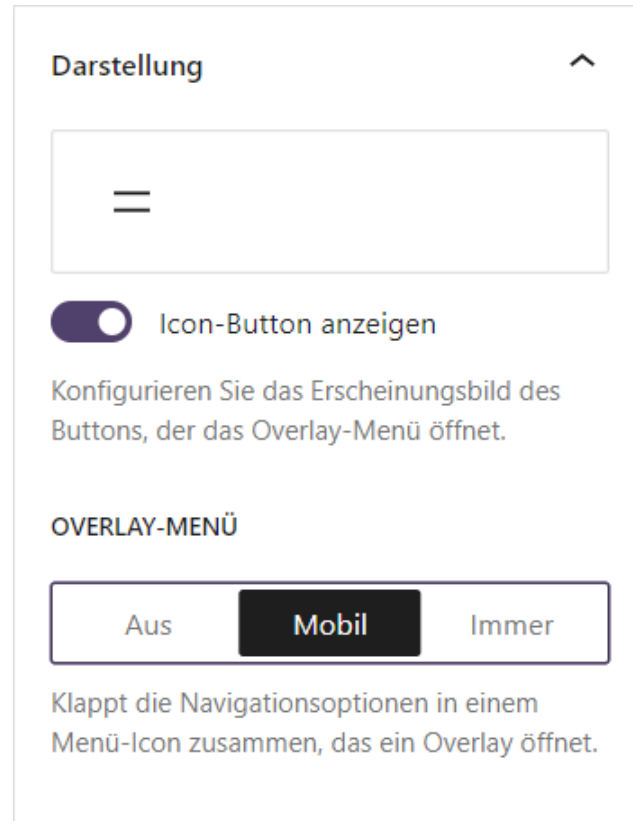 Darstellung
Icon-Button anzeigen
Konfigurieren Sie das Erscheinungsbild des
Buttons, der das Overlay-Menü öffnet.
OVERLAY-MENÜ
Aus Mobil Immer
Klappt die Navigationsoptionen in einem
Menü-Icon zusammen, das ein Overlay öffnet.